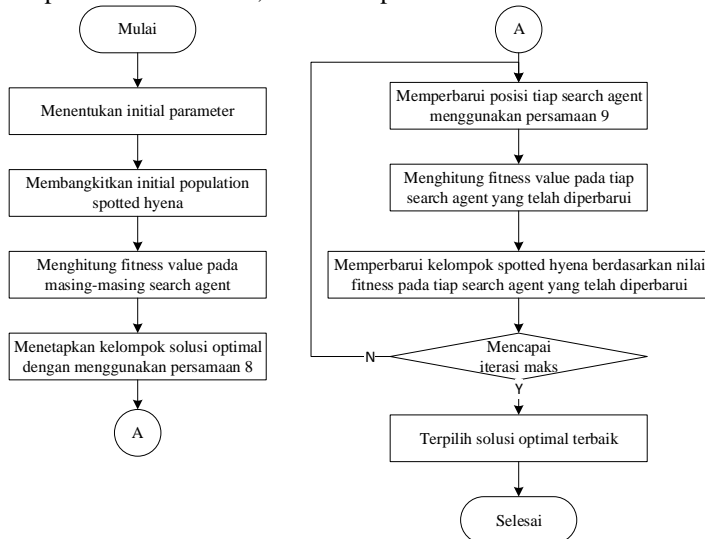 Mulai
Menentukan initial parameter
Membangkitkan initial population
spotted hyena
Menghitung fitness value pada
masing-masing search agent
Menetapkan kelompok solusi optimal
dengan menggunakan persamaan 8
A
A
Memperbarui posisi tiap search agent
menggunakan persamaan 9
Menghitung fitness value pada tiap
search agent yang telah diperbarui
Memperbarui kelompok spotted hyena berdasarkan nilai
fitness pada tiap search agent yang telah diperbarui
Mencapai
iterasi maks
N
Y
Terpilih solusi optimal terbaik
Selesai